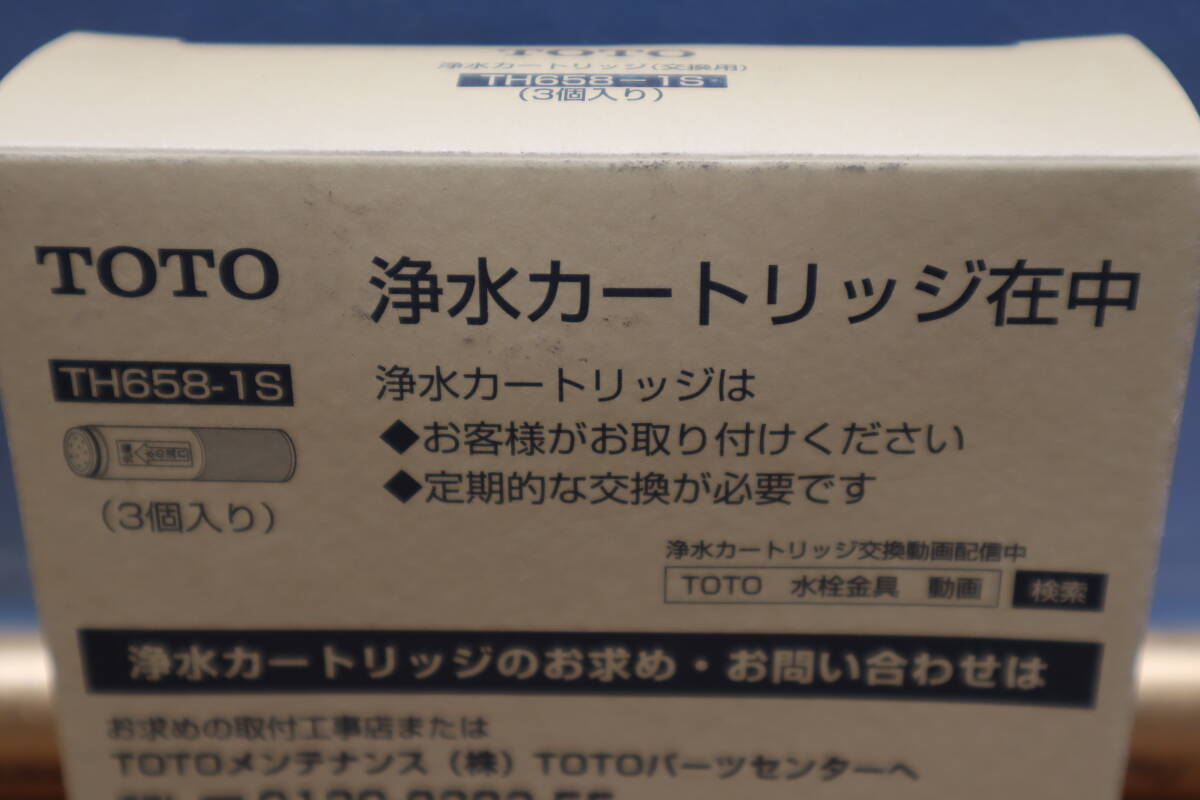 TOTO
浄水カートリッジ(交換用)
TH658-1S
(3個入り)
TOTO
浄水カートリッジ在中
TH658-1S
(3個入り)
浄水カートリッジは
◆お客様がお取り付けください
◆定期的な交換が必要です
浄水カートリッジ交換動画配信中
TOTO 水栓金具 動画 検索
浄水カートリッジのお求め・お問い合わせは
お求めの取付工事店または
TOTOメンテナンス(株)TOTOパーツセンターへ